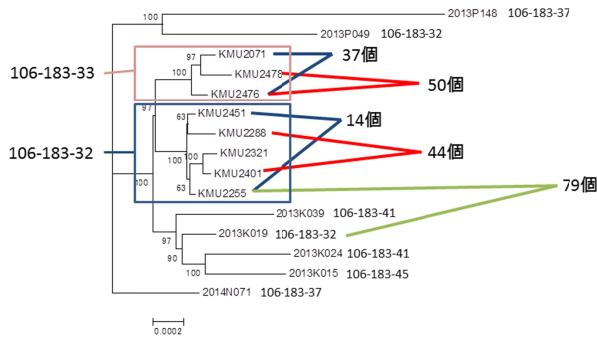 100
2013P148 106-183-37
2013P049 106-183-32
KMU2071
37個
97
106-183-33
100
KMU2478
50個
KMU2476
97
63
KMU2451
14個
KMU2288
106-183-32
100
100
KMU2321
44個
KMU2401
100
63
KMU2255
79個
2013K039 106-183-41
97
2013K019 106-183-32
90
2013K024 106-183-41
100
2013K015 106-183-45
2014N071 106-183-37
0.0002